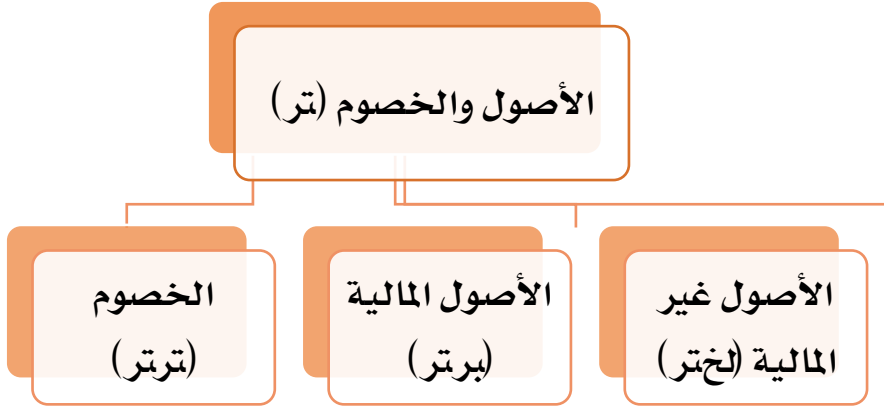 الأصول والخصوم (تر)
الأصول غير
المالية (لختر)
الأصول المالية
(برتر)
الخصوم
(ترتر)